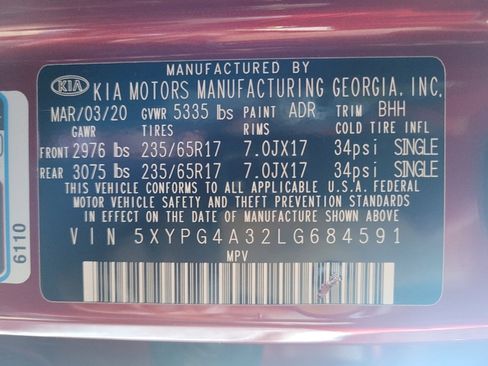 MANUFACTURED BY
KIA KIA MOTORS MANUFACTURING GEORGIA, INC.
MAR/03/20 GVWR 5335 lbs PAINT ADR TRIM BHH
GAWR TIRES RIMS COLD TIRE INFL
FRONT 2976 lbs 235/65R17 7.0JX17 34psi SINGLE
REAR 3075 lbs 235/65R17 7.0JX17 34psi SINGLE
THIS VEHICLE CONFORMS TO ALL APPLICABLE U.S.A. FEDERAL
MOTOR VEHICLE SAFETY AND THEFT PREVENTION STANDARDS
IN EFFECT ON THE DATE OF MANUFACTURE SHOWN ABOVE
VIN 5XYPG4A32LG684591
MPV
6110